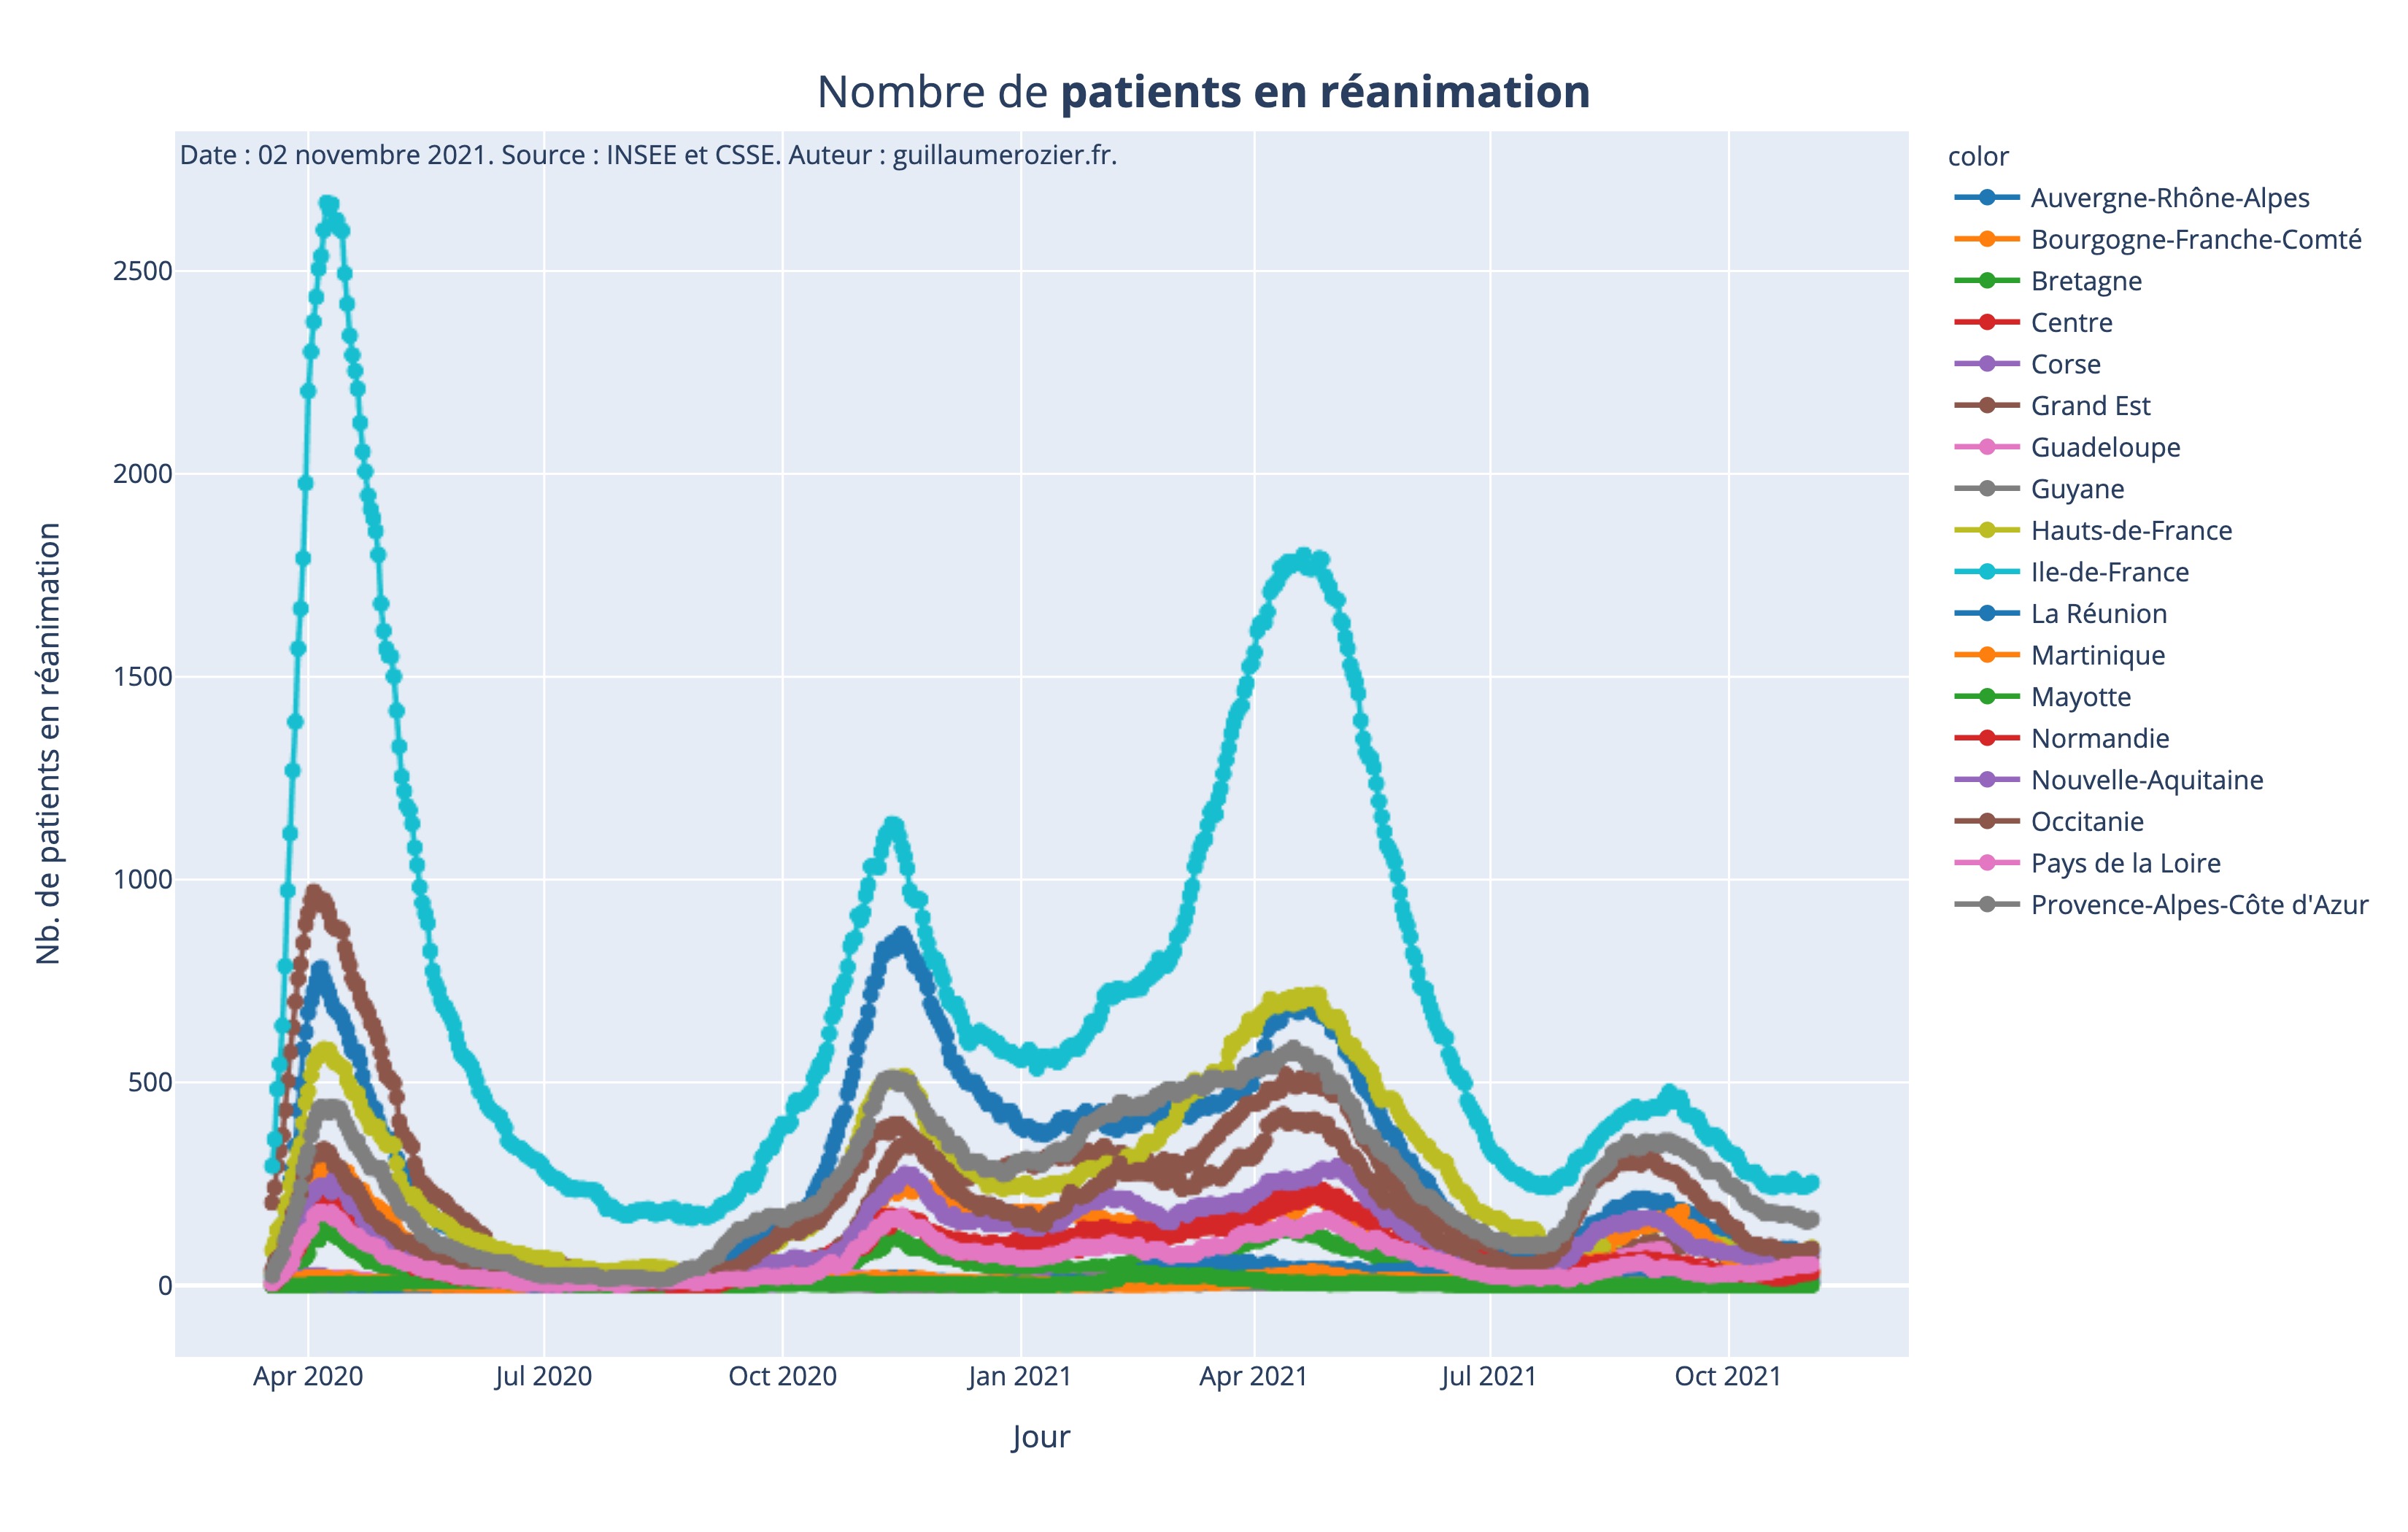 Nombre de patients en réanimation
Date : 02 novembre 2021. Source : INSEE et CSSE. Auteur : guillaumerozier.fr.
color
Auvergne-Rhône-Alpes
Bourgogne-Franche-Comté
Bretagne
Centre
Corse
Grand Est
Guadeloupe
Guyane
Hauts-de-France
Ile-de-France
La Réunion
Martinique
Mayotte
Normandie
Nouvelle-Aquitaine
Occitanie
Pays de la Loire
Provence-Alpes-Côte d'Azur
Nb. de patients en réanimation
2500
2000
1500
1000
500
0
Apr 2020 Jul 2020 Oct 2020 Jan 2021 Apr 2021 Jul 2021 Oct 2021
Jour